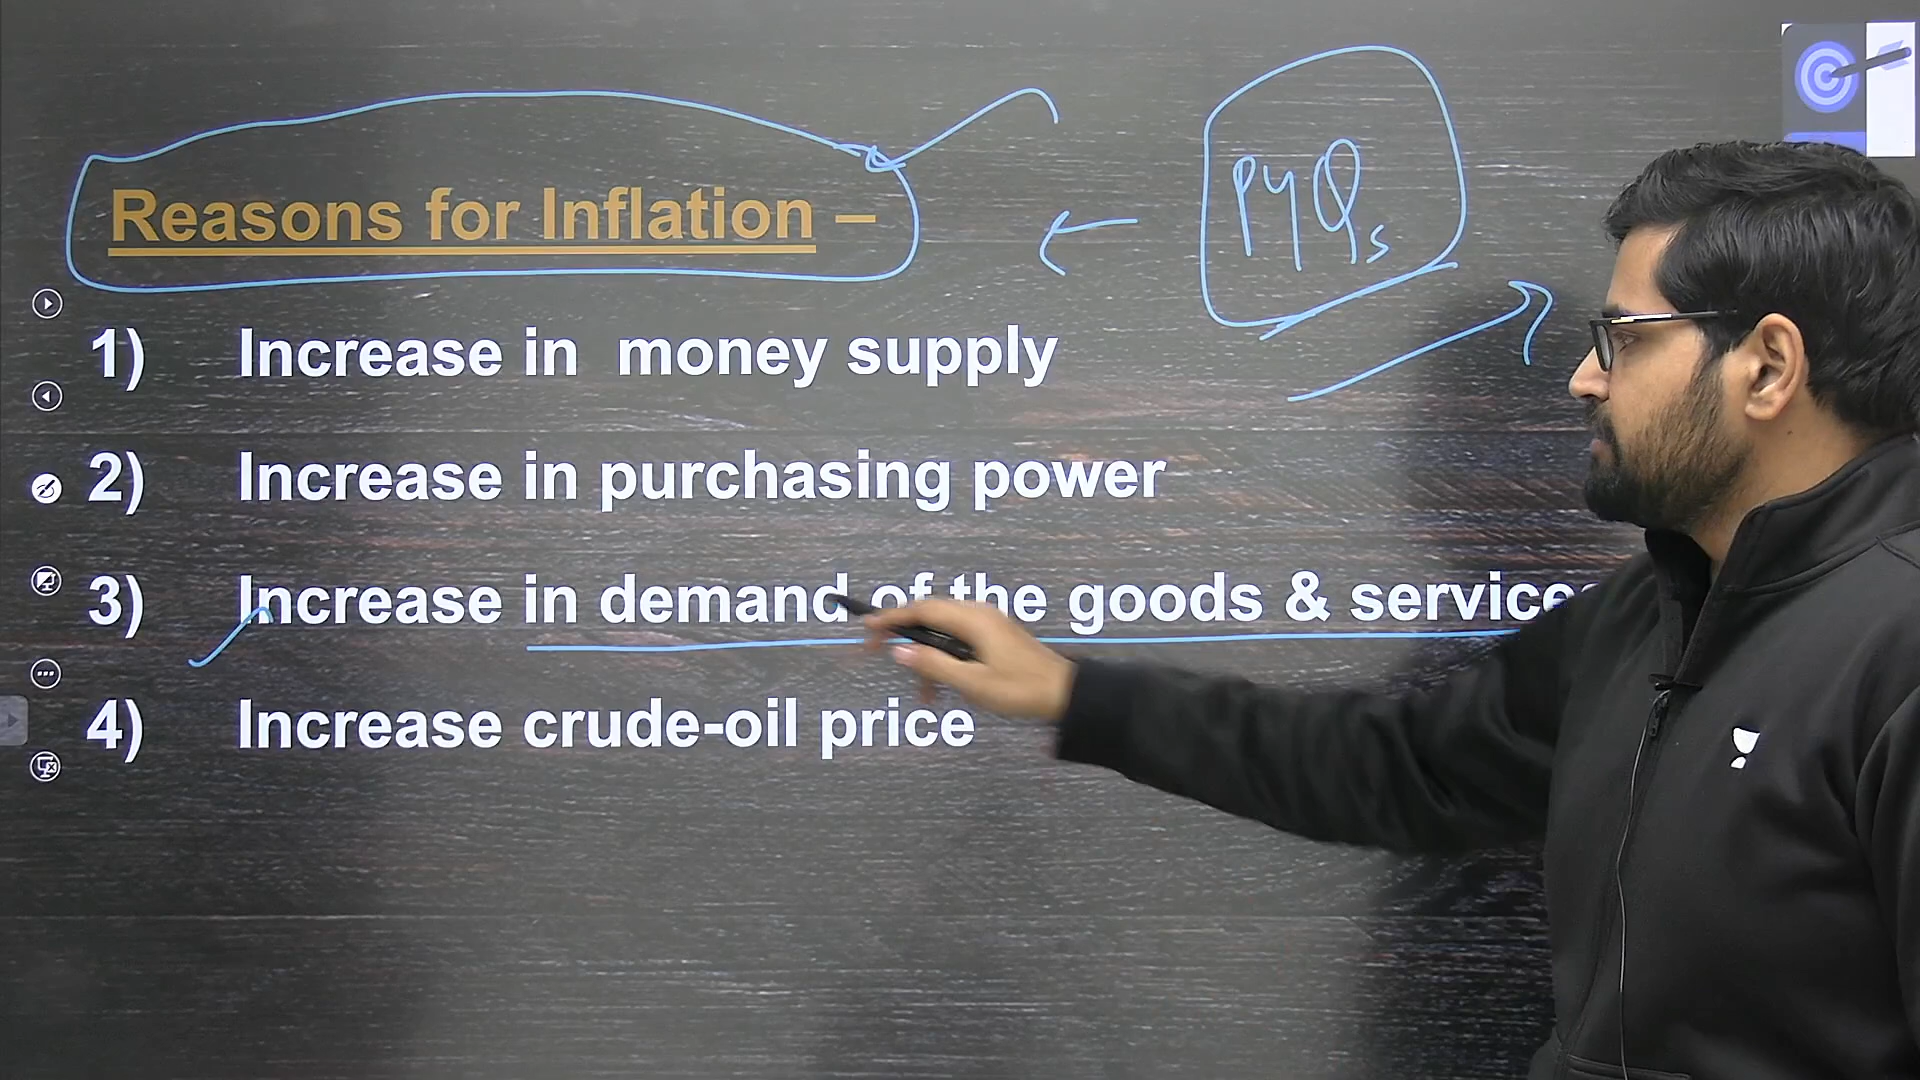 PYQs
Reasons for Inflation –
1) Increase in money supply
2) Increase in purchasing power
3) Increase in demand of the goods & services
4) Increase crude-oil price